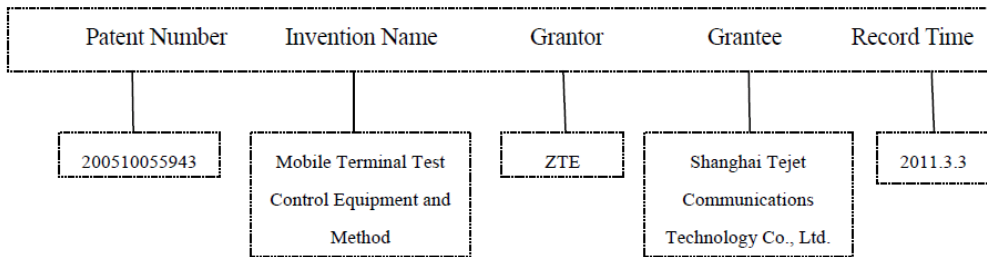 Patent Number Invention Name Grantor Grantee Record Time
200510055943 Mobile Terminal Test ZTE Shanghai Tejet 2011.3.3
Control Equipment and Communications
Method Technology Co., Ltd.